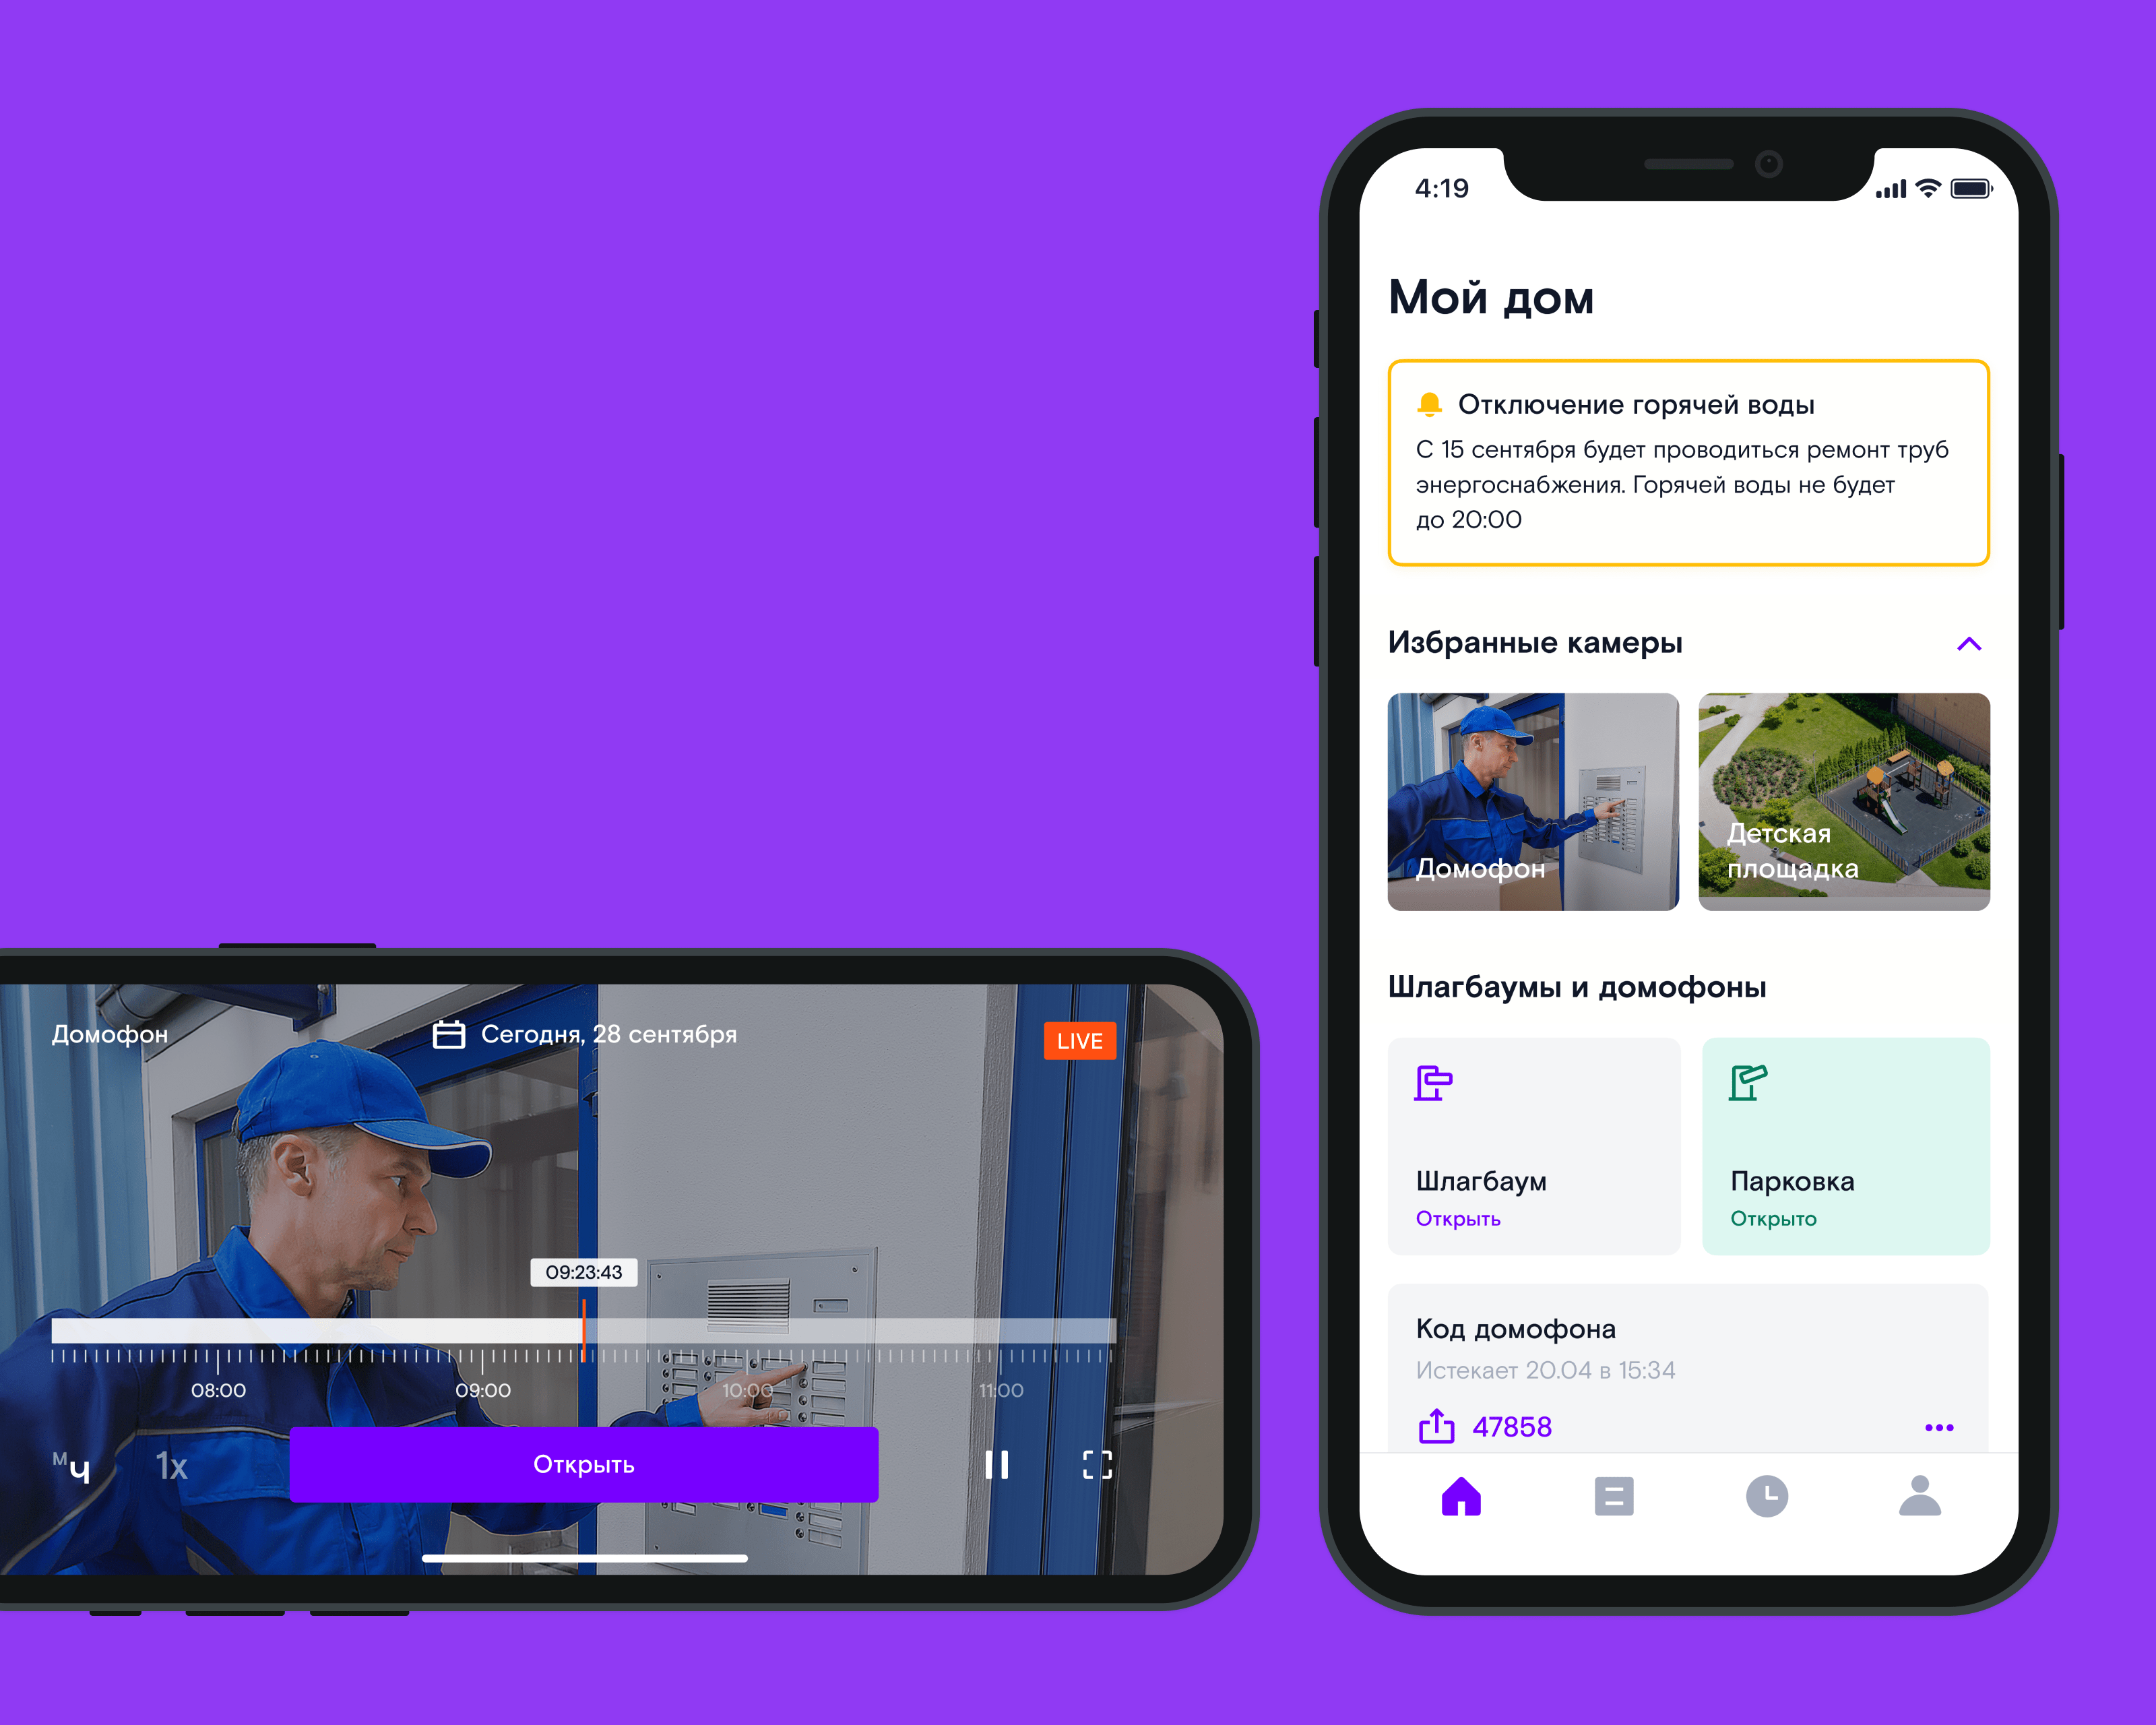 4:19
Мой дом
Отключение горячей воды
С 15 сентября будет проводиться ремонт труб
энергоснабжения. Горячей воды не будет
до 20:00
Избранные камеры
Домофон
Детская
площадка
Шлагбаумы и домофоны
Шлагбаум
Открыть
Парковка
Открыто
Код домофона
Истекает 20.04 в 15:34
47858
Домофон
Сегодня, 28 сентября
LIVE
09:23:43
08:00 09:00 10:00 11:00
м ч 1x
Открыть